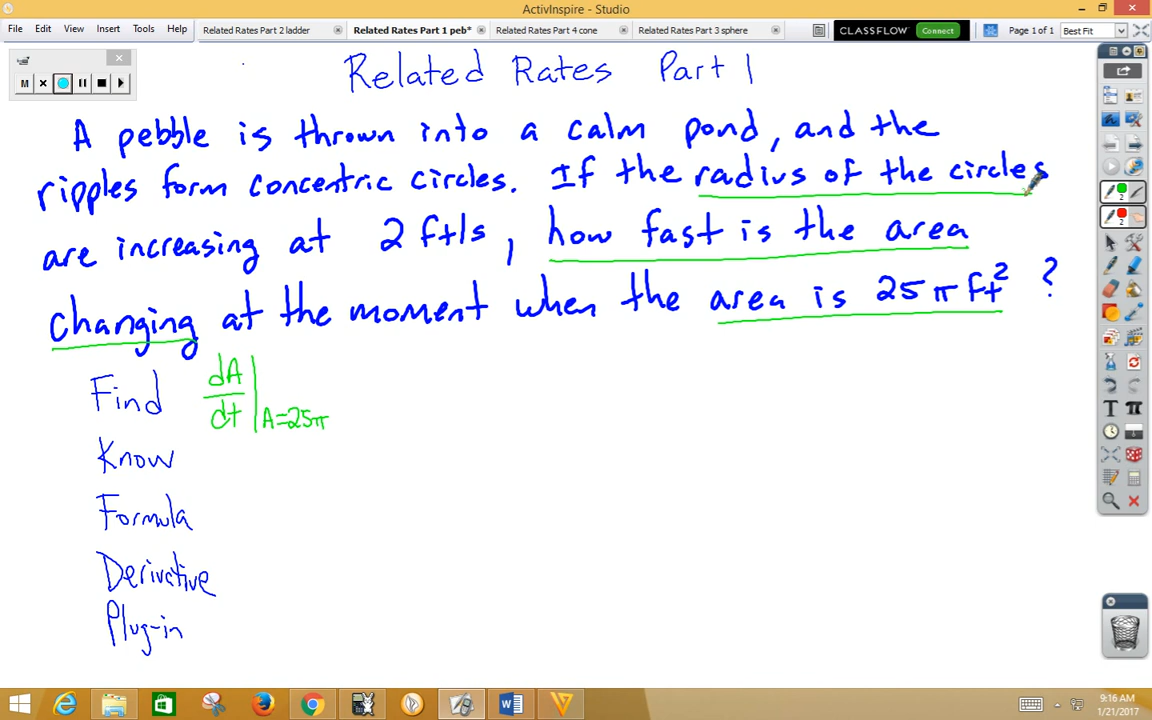 ActivInspire - Studio
File Edit View Insert Tools Help
Related Rates Part 2 ladder Related Rates Part 1 peb* Related Rates Part 4 cone Related Rates Part 3 sphere
CLASSFLOW Connect Page 1 of 1 Best Fit
M
Related Rates Part 1
A pebble is thrown into a calm pond, and the
ripples form concentric circles. If the radius of the circles
are increasing at 2 ft/s, how fast is the area
changing at the moment when the area is 25π ft² ?
Find dA/dt | A=25π
Know
Formula
Derivative
Plug-in
2
2
9:16 AM
1/21/2017